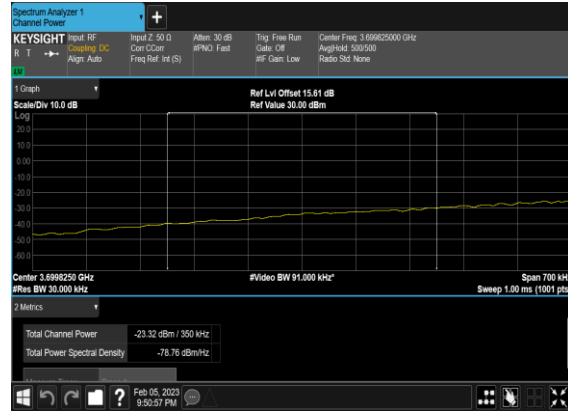 Spectrum Analyzer 1
Channel Power
+
KEYSIGHT Input: RF Input Z: 50 Ω Atten: 30 dB Trig: Free Run Center Freq: 3.699825000 GHz
R T Coupling: DC Corr CCorr #PNO: Fast Gate: Off Avg|Hold: 500/500
Align: Auto Freq Ref: Int (S) #IF Gain: Low Radio Std: None
LM
1 Graph Ref Lvl Offset 15.61 dB
Scale/Div 10.0 dB Ref Value 30.00 dBm
Log
20.0
10.0
0.00
-10.0
-20.0
-30.0
-40.0
-50.0
-60.0
Center 3.6998250 GHz #Video BW 91.000 kHz* Span 700 kH
#Res BW 30.000 kHz Sweep 1.00 ms (1001 pts
2 Metrics
Total Channel Power -23.32 dBm / 350 kHz
Total Power Spectral Density -78.76 dBm/Hz
? Feb 05, 2023
9:50:57 PM